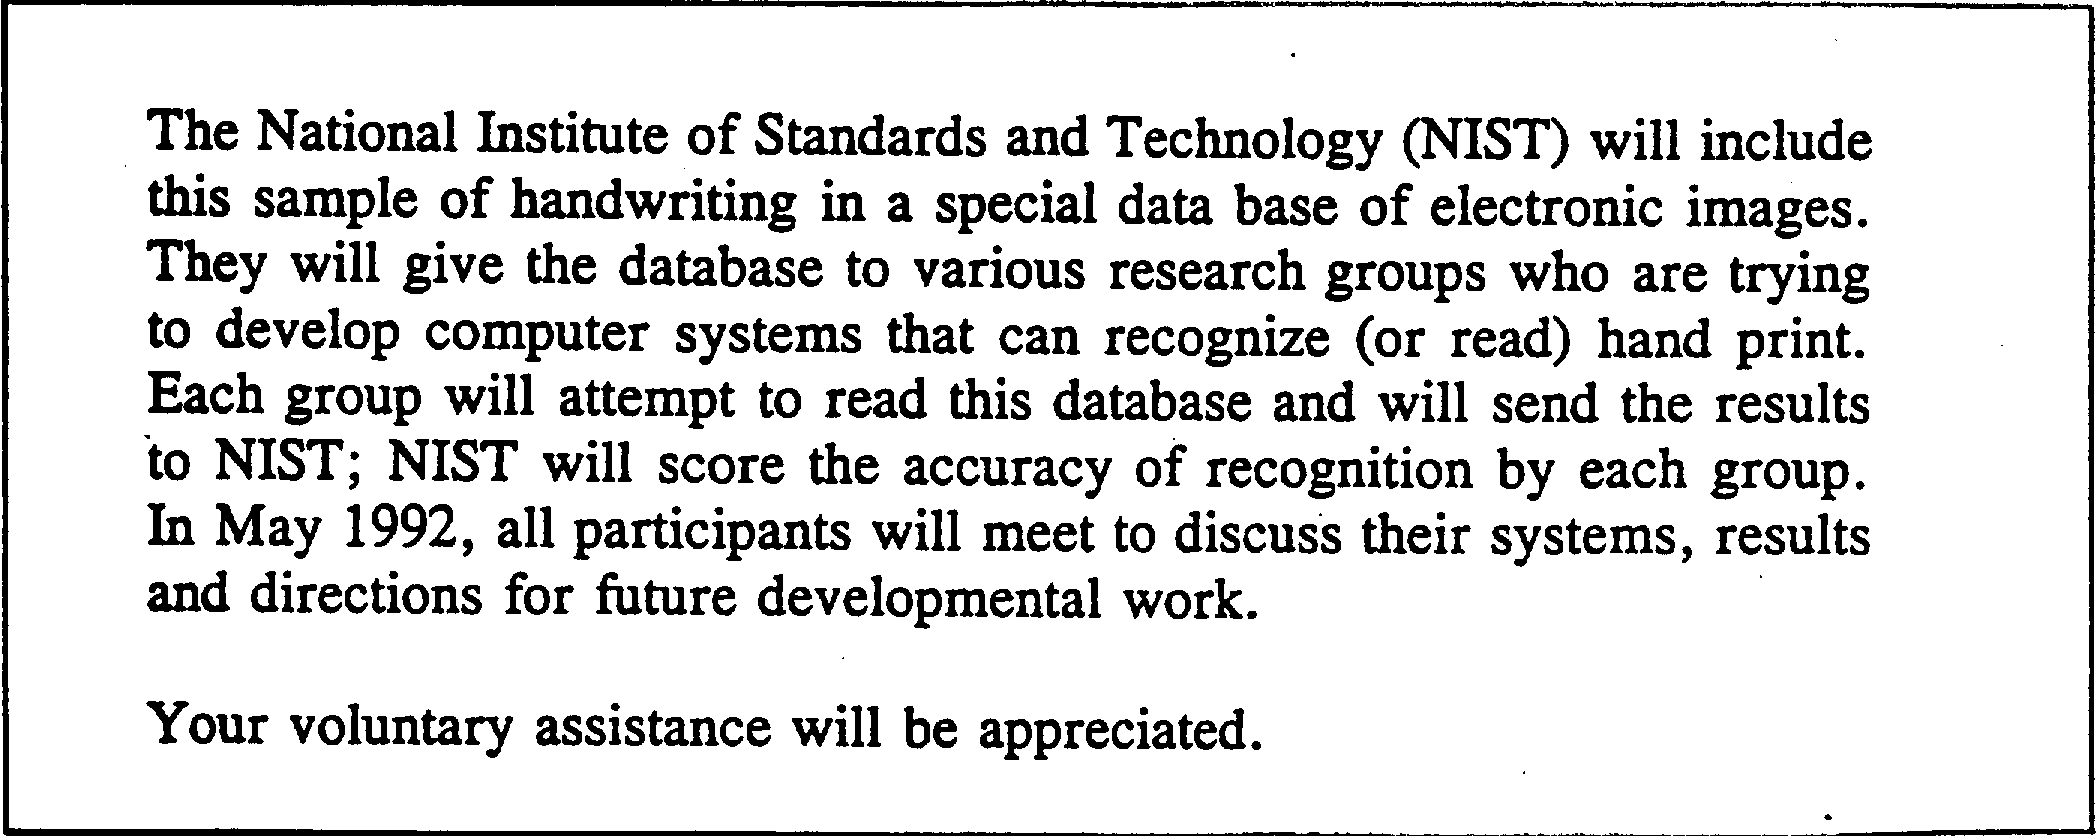 The National Institute of Standards and Technology (NIST) will include
this sample of handwriting in a special data base of electronic images.
They will give the database to various research groups who are trying
to develop computer systems that can recognize (or read) hand print.
Each group will attempt to read this database and will send the results
to NIST; NIST will score the accuracy of recognition by each group.
In May 1992, all participants will meet to discuss their systems, results
and directions for future developmental work.
Your voluntary assistance will be appreciated.